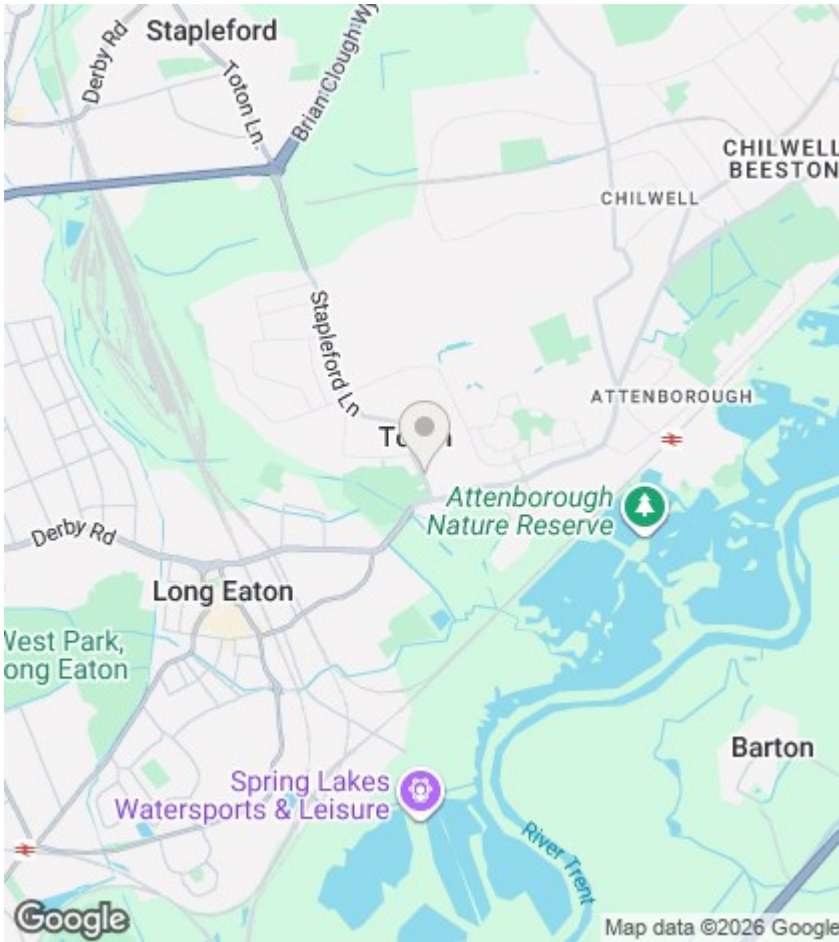 Stapleford
Derby Rd
Toton Ln.
Brian Clough Wy
CHILWELL
BEESTON
CHILWELL
Stapleford Ln
ATTENBOROUGH
Attenborough
Nature Reserve
Derby Rd
Long Eaton
West Park,
ong Eaton
Barton
Spring Lakes
Watersports & Leisure
River Trent
Google
Map data ©2026 Google